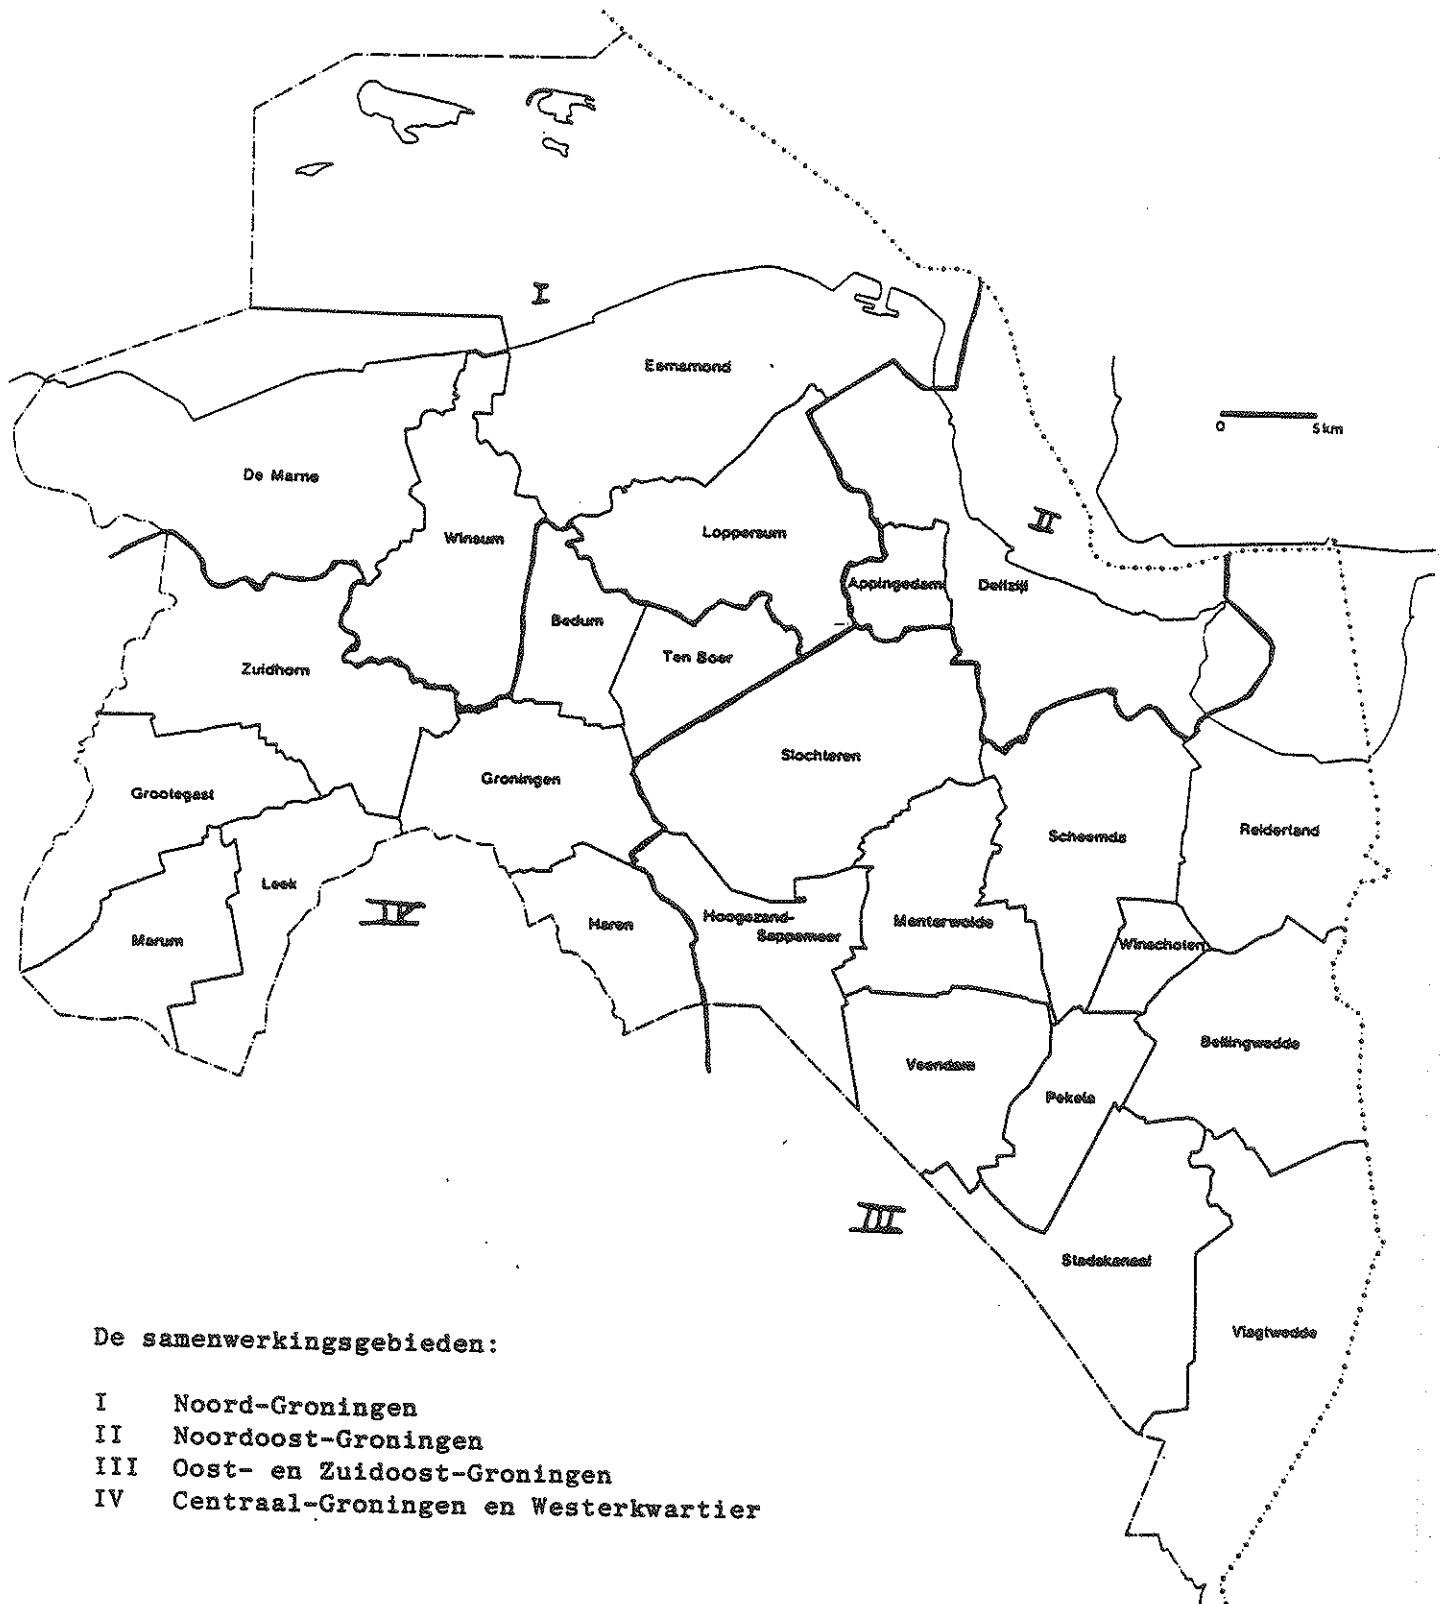 I
Eemsmond
0 5 km
De Marne
II
Winsum
Loppersum
Appingedam
Delfzijl
Bedum
Ten Boer
Zuidhorn
Slochteren
Groningen
Grootegast
Scheemda
Reiderland
Leek
IV
Haren
Hoogezand-
Sappemeer
Menterwolde
Marum
Winschoten
Bellingwedde
Veendam
Pekela
III
Stadskanaal
Vlagtwedde
De samenwerkingsgebieden:
I Noord-Groningen
II Noordoost-Groningen
III Oost- en Zuidoost-Groningen
IV Centraal-Groningen en Westerkwartier